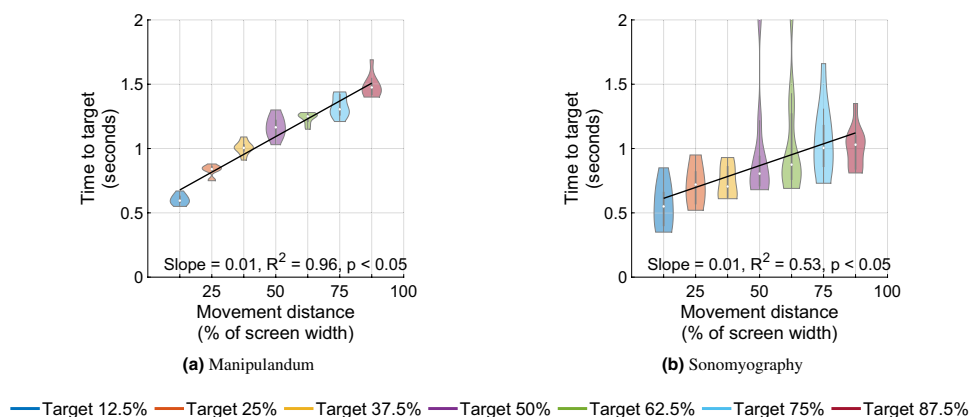 2
1.5
1
0.5
0
Time to target
(seconds)
Slope = 0.01, R² = 0.96, p < 0.05
25 50 75 100
Movement distance
(% of screen width)
(a) Manipulandum
2
1.5
1
0.5
0
Time to target
(seconds)
Slope = 0.01, R² = 0.53, p < 0.05
25 50 75 100
Movement distance
(% of screen width)
(b) Sonomyography
Target 12.5% Target 25% Target 37.5% Target 50% Target 62.5% Target 75% Target 87.5%